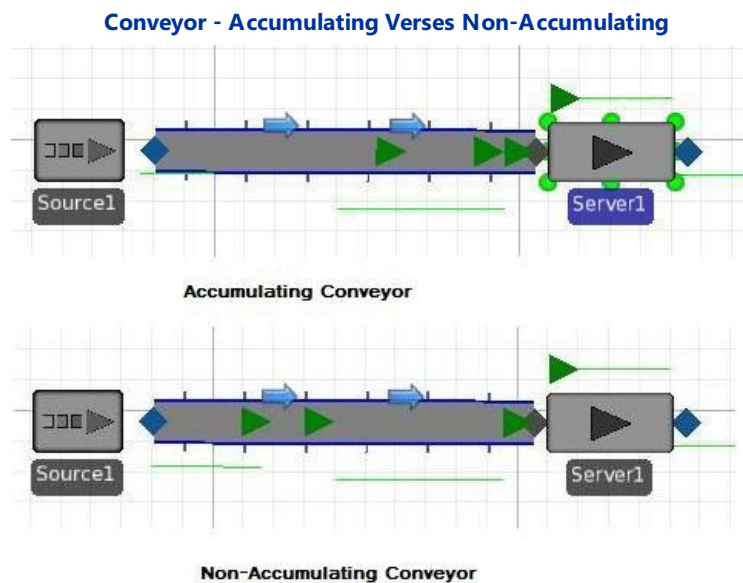 Conveyor - Accumulating Verses Non-Accumulating
Source1
Server1
Accumulating Conveyor
Source1
Server1
Non-Accumulating Conveyor